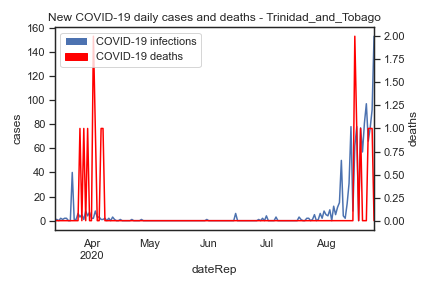 New COVID-19 daily cases and deaths - Trinidad_and_Tobago
COVID-19 infections
COVID-19 deaths
160
140
120
100
80
60
40
20
0
cases
2.00
1.75
1.50
1.25
1.00
0.75
0.50
0.25
0.00
deaths
Apr May Jun Jul Aug
2020
dateRep